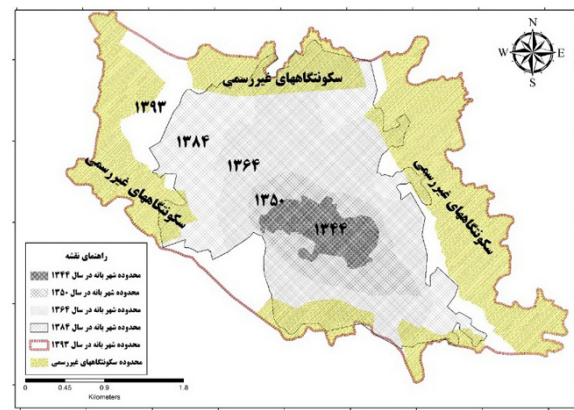 N
W E
S
سکونتگاههای غیررسمی
۱۳۹۳
۱۳۸۴
۱۳۶۴
۱۳۵۰
۱۳۴۴
سکونتگاههای غیررسمی
سکونتگاههای غیررسمی
راهنمای نقشه
محدوده شهر بانه در سال ۱۳۴۴
محدوده شهر بانه در سال ۱۳۵۰
محدوده شهر بانه در سال ۱۳۶۴
محدوده شهر بانه در سال ۱۳۸۴
محدوده شهر بانه در سال ۱۳۹۳
محدوده سکونتگاههای غیررسمی
0 0.45 0.9 1.8
Kilometers